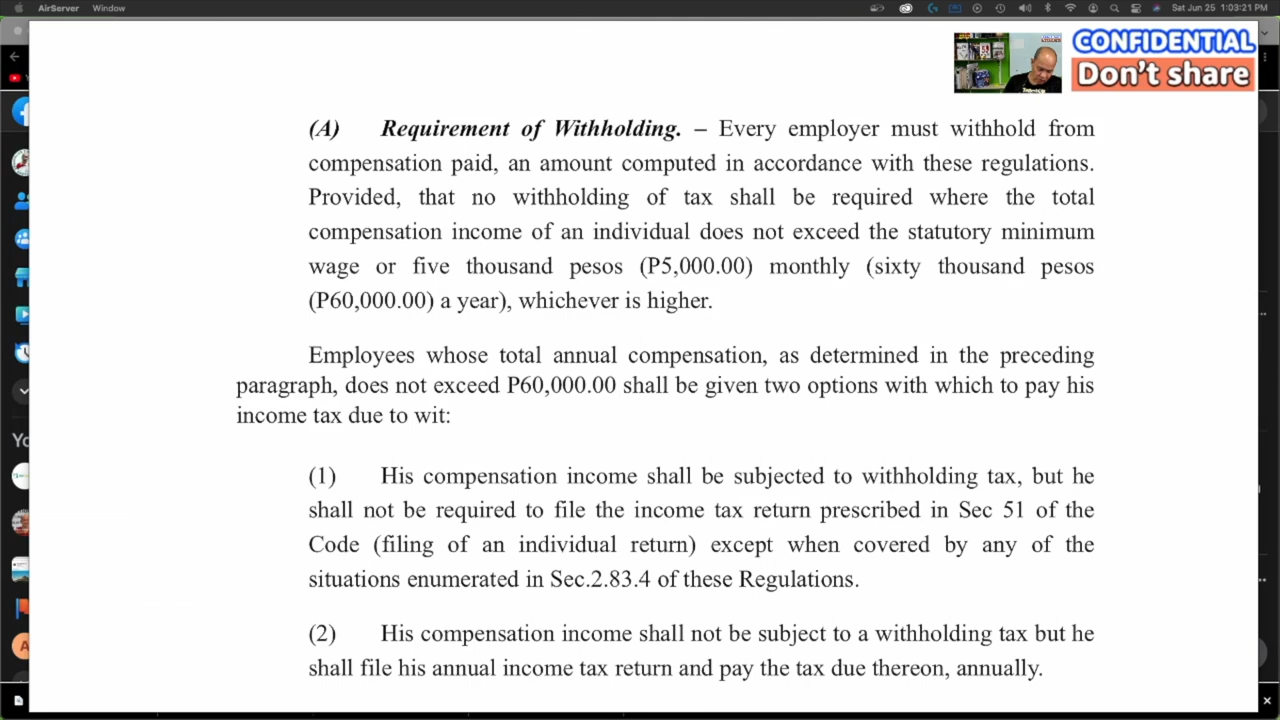 AirServer Window Sat Jun 25 1:03:21 PM
CONFIDENTIAL
Don't share
(A) Requirement of Withholding. – Every employer must withhold from
compensation paid, an amount computed in accordance with these regulations.
Provided, that no withholding of tax shall be required where the total
compensation income of an individual does not exceed the statutory minimum
wage or five thousand pesos (P5,000.00) monthly (sixty thousand pesos
(P60,000.00) a year), whichever is higher.
Employees whose total annual compensation, as determined in the preceding
paragraph, does not exceed P60,000.00 shall be given two options with which to pay his
income tax due to wit:
(1) His compensation income shall be subjected to withholding tax, but he
shall not be required to file the income tax return prescribed in Sec 51 of the
Code (filing of an individual return) except when covered by any of the
situations enumerated in Sec.2.83.4 of these Regulations.
(2) His compensation income shall not be subject to a withholding tax but he
shall file his annual income tax return and pay the tax due thereon, annually.
Yo